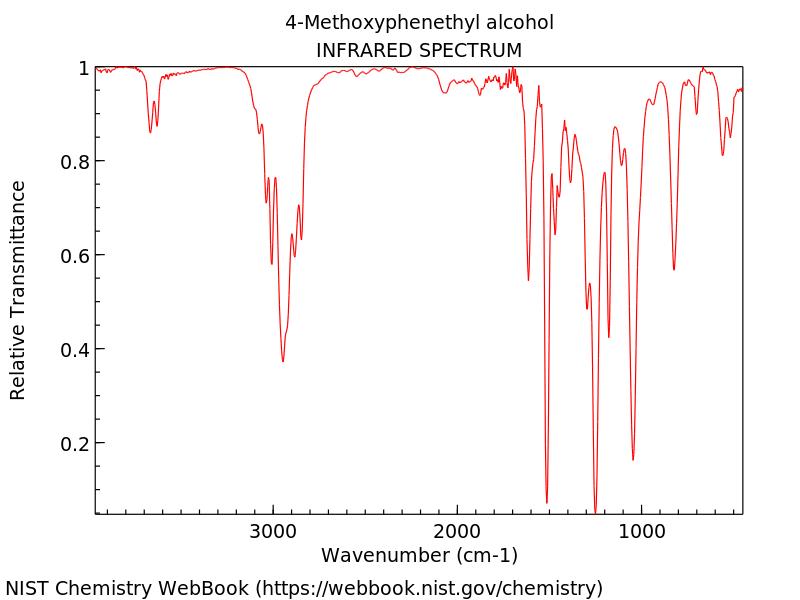 4-Methoxyphenethyl alcohol
INFRARED SPECTRUM
1
0.8
0.6
0.4
0.2
Relative Transmittance
3000 2000 1000
Wavenumber (cm-1)
NIST Chemistry WebBook (https://webbook.nist.gov/chemistry)